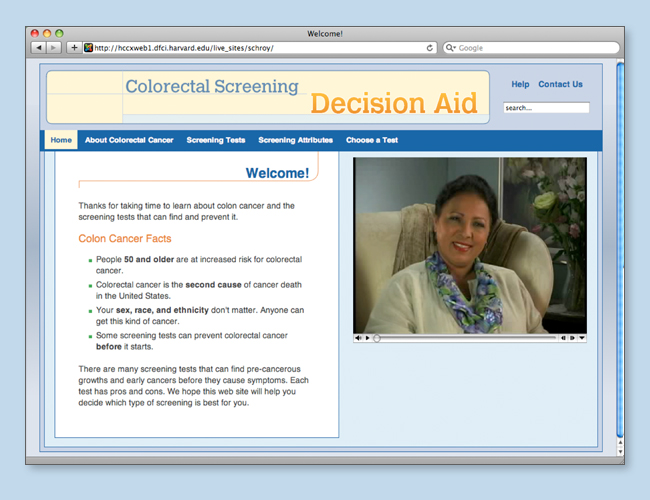 Welcome!
http://hccxweb1.dfci.harvard.edu/live_sites/schroy/
Google
Colorectal Screening
Decision Aid
Help Contact Us
search...
Home About Colorectal Cancer Screening Tests Screening Attributes Choose a Test
Welcome!
Thanks for taking time to learn about colon cancer and the
screening tests that can find and prevent it.
Colon Cancer Facts
People 50 and older are at increased risk for colorectal
cancer.
Colorectal cancer is the second cause of cancer death
in the United States.
Your sex, race, and ethnicity don't matter. Anyone can
get this kind of cancer.
Some screening tests can prevent colorectal cancer
before it starts.
There are many screening tests that can find pre-cancerous
growths and early cancers before they cause symptoms. Each
test has pros and cons. We hope this web site will help you
decide which type of screening is best for you.